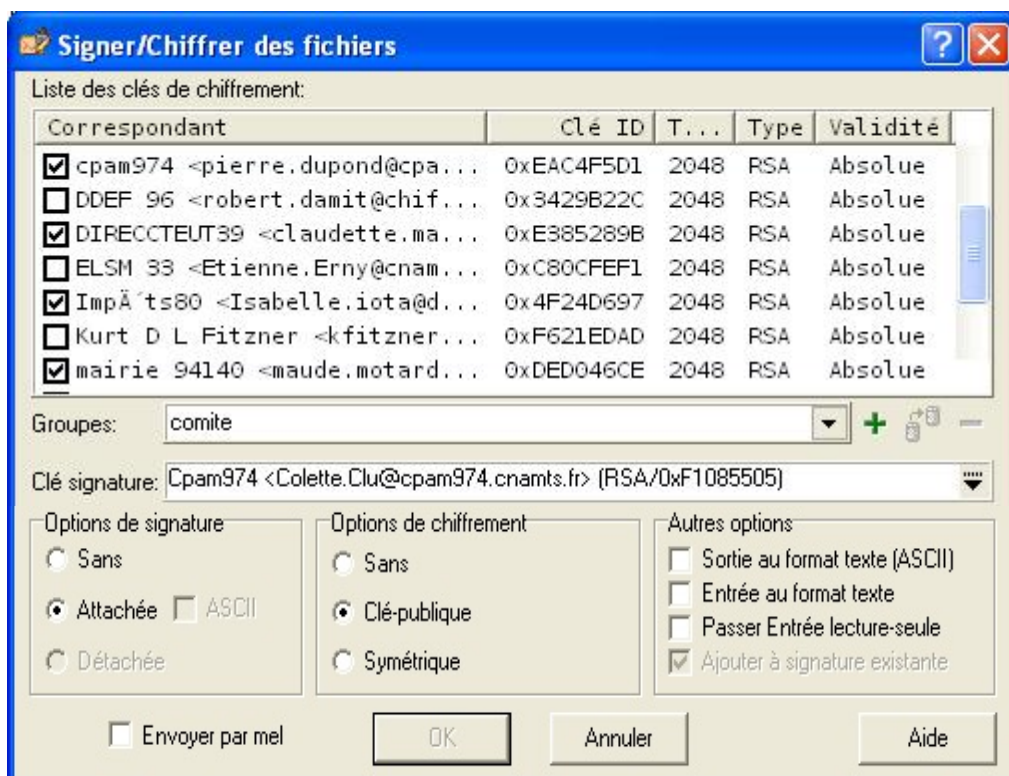 Signer/Chiffrer des fichiers
Liste des clés de chiffrement:
Correspondant Clé ID T... Type Validité
cpam974 <pierre.dupond@cpa... 0xEAC4F5D1 2048 RSA Absolue
DDEF 96 <robert.damit@chif... 0x3429B22C 2048 RSA Absolue
DIRECCTEUT39 <claudette.ma... 0xE385289B 2048 RSA Absolue
ELSM 33 <Etienne.Erny@cnam... 0xC80CFEF1 2048 RSA Absolue
ImpÄ´ts80 <Isabelle.iota@d... 0x4F24D697 2048 RSA Absolue
Kurt D L Fitzner <kfitzner... 0xF621EDAD 2048 RSA Absolue
mairie 94140 <maude.motard... 0xDED046CE 2048 RSA Absolue
Groupes: comite
Clé signature: Cpam974 <Colette.Clu@cpam974.cnamts.fr> (RSA/0xF1085505)
Options de signature
Sans
Attachée ASCII
Détachée
Options de chiffrement
Sans
Clé-publique
Symétrique
Autres options
Sortie au format texte (ASCII)
Entrée au format texte
Passer Entrée lecture-seule
Ajouter à signature existante
Envoyer par mel OK Annuler Aide